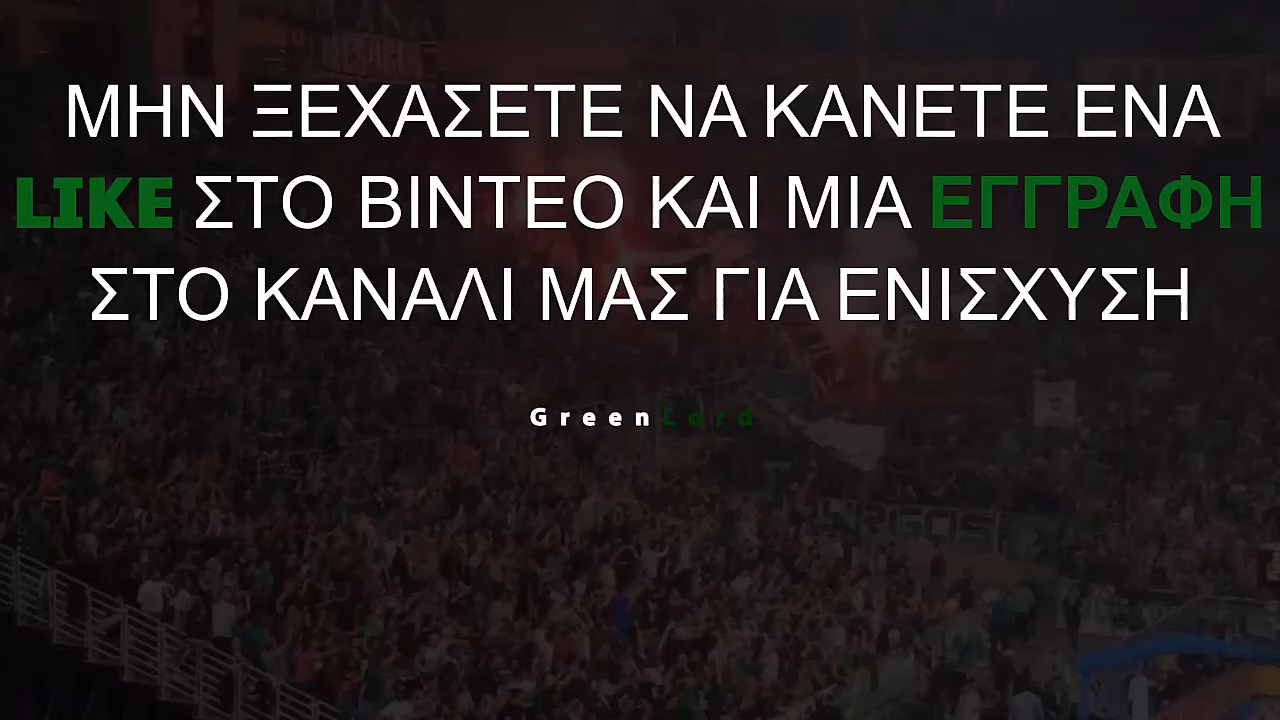 ΜΗΝ ΞΕΧΑΣΕΤΕ ΝΑ ΚΑΝΕΤΕ ΕΝΑ
LIKE ΣΤΟ ΒΙΝΤΕΟ ΚΑΙ ΜΙΑ ΕΓΓΡΑΦΗ
ΣΤΟ ΚΑΝΑΛΙ ΜΑΣ ΓΙΑ ΕΝΙΣΧΥΣΗ
GreenLord